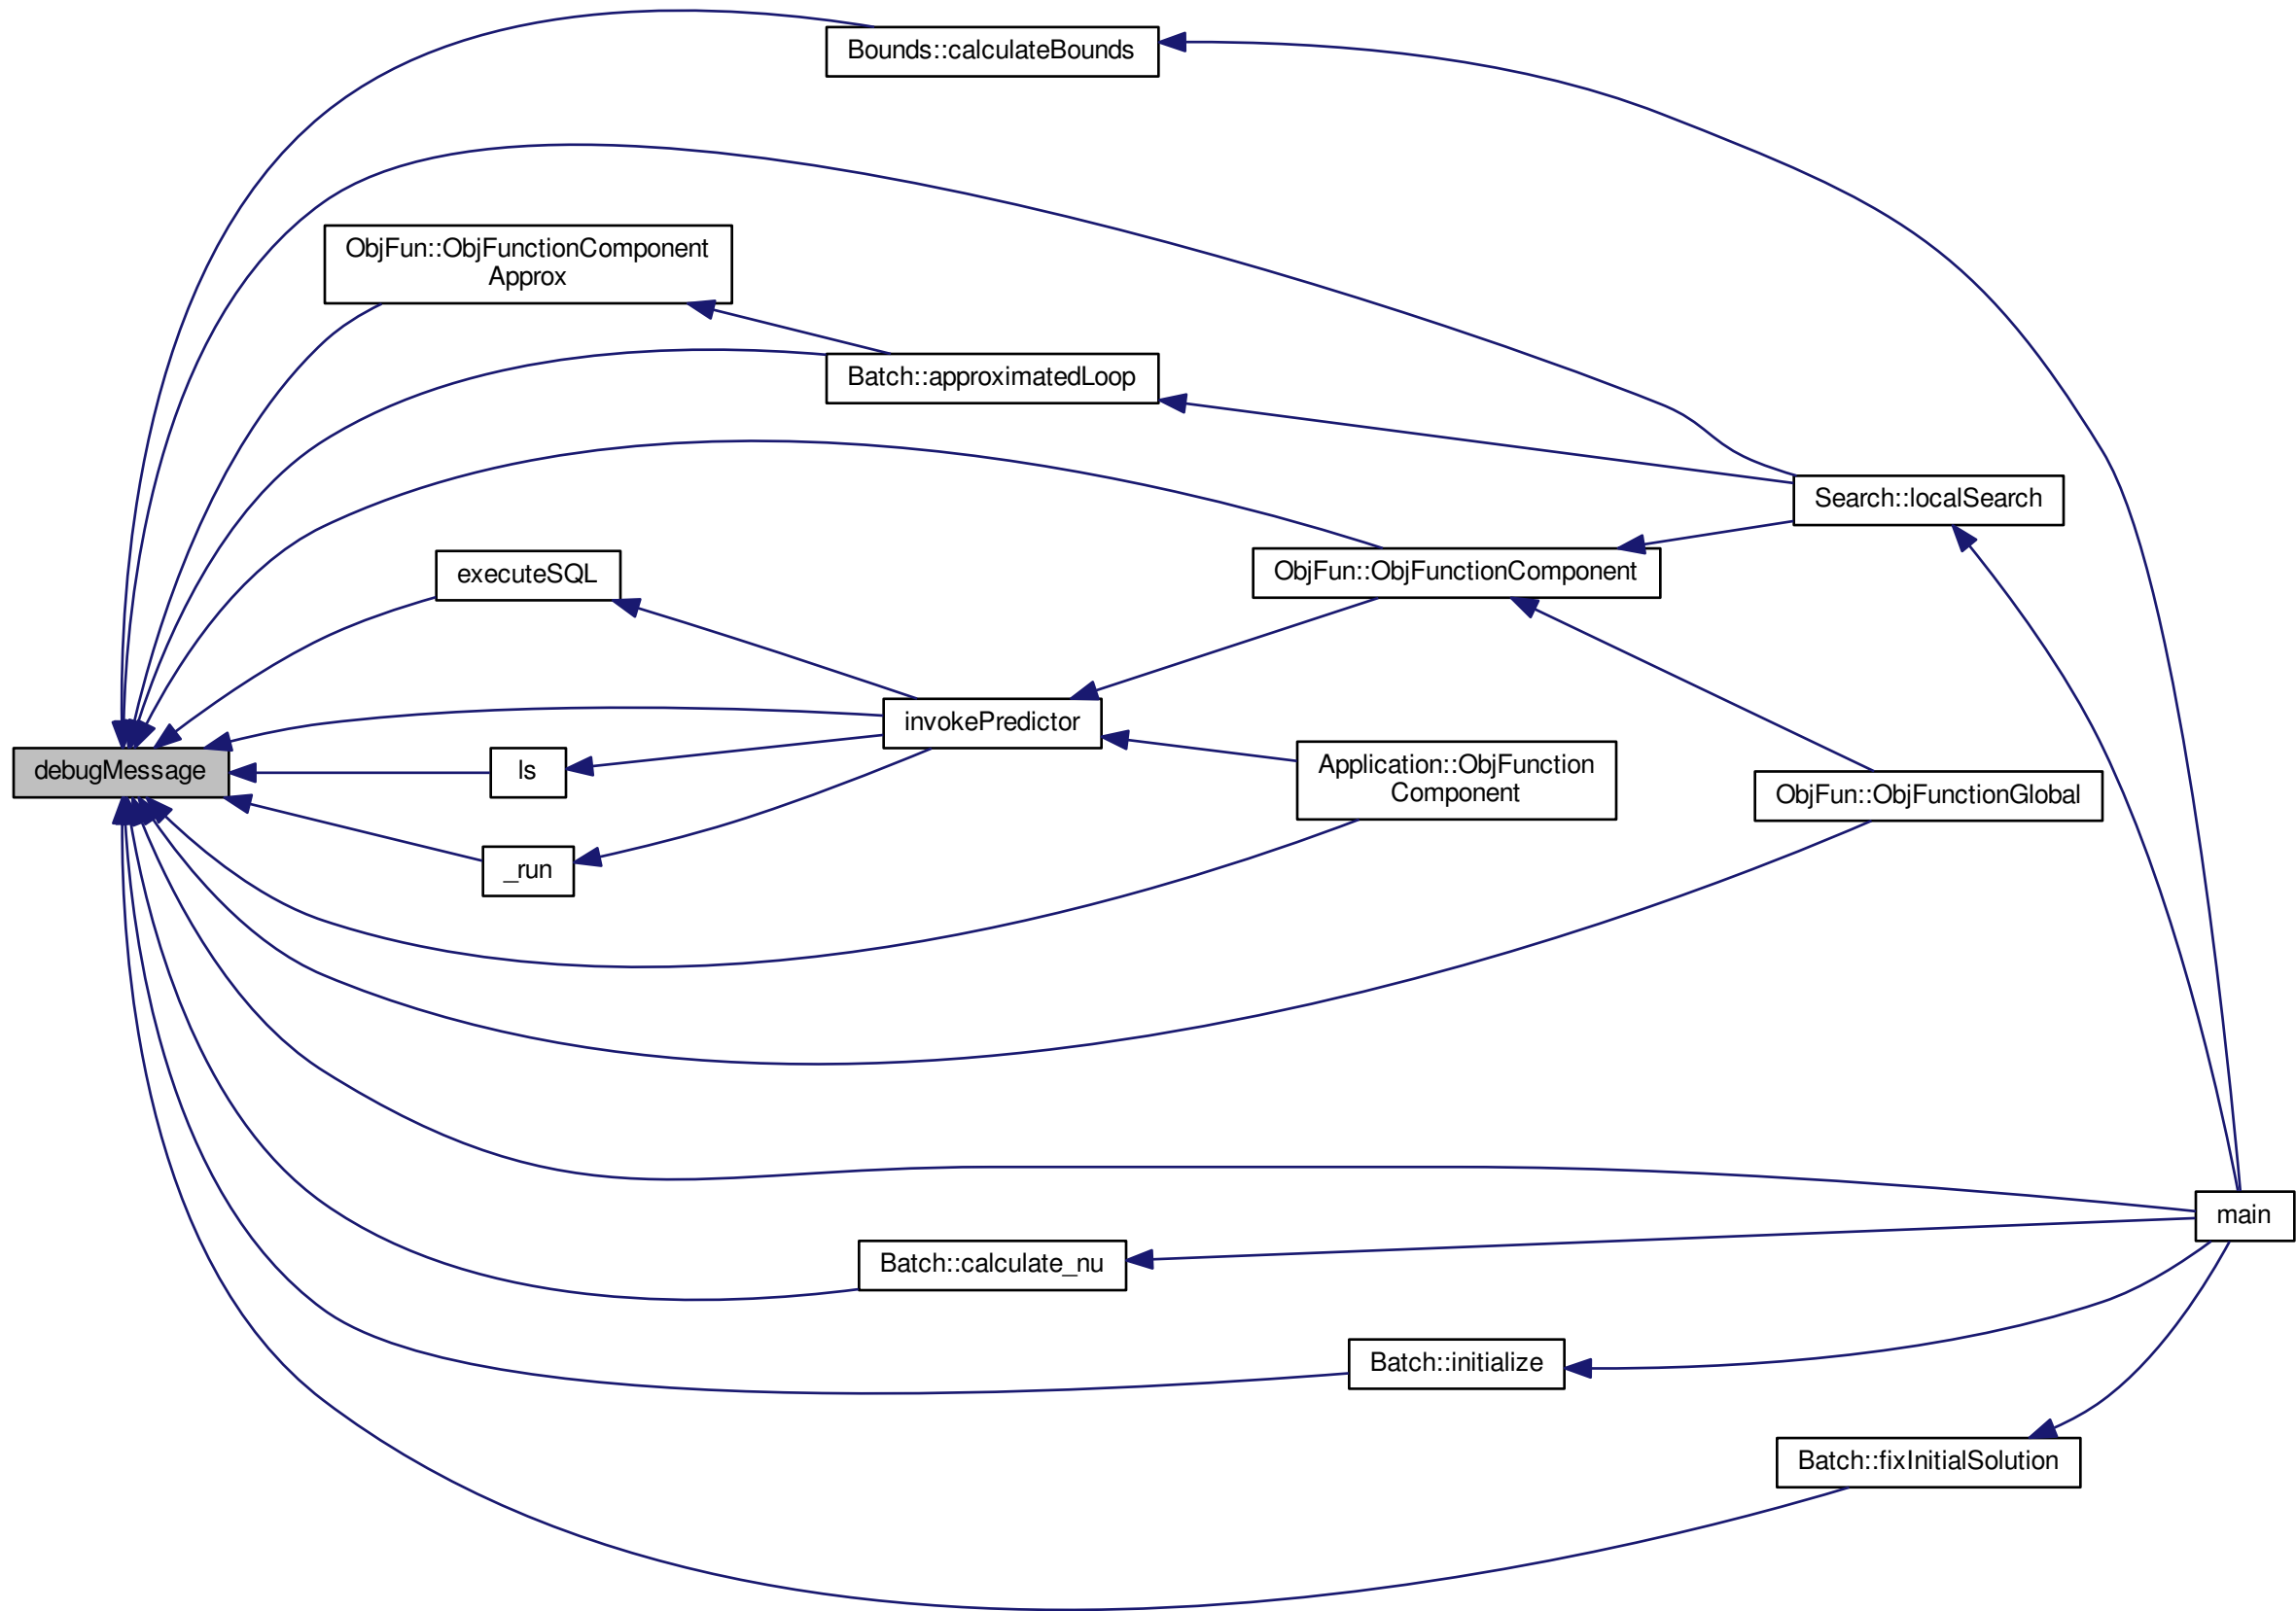 Bounds::calculateBounds
ObjFun::ObjFunctionComponent
Approx
Batch::approximatedLoop
Search::localSearch
executeSQL
ObjFun::ObjFunctionComponent
invokePredictor
debugMessage
ls
Application::ObjFunction
Component
ObjFun::ObjFunctionGlobal
_run
main
Batch::calculate_nu
Batch::initialize
Batch::fixInitialSolution